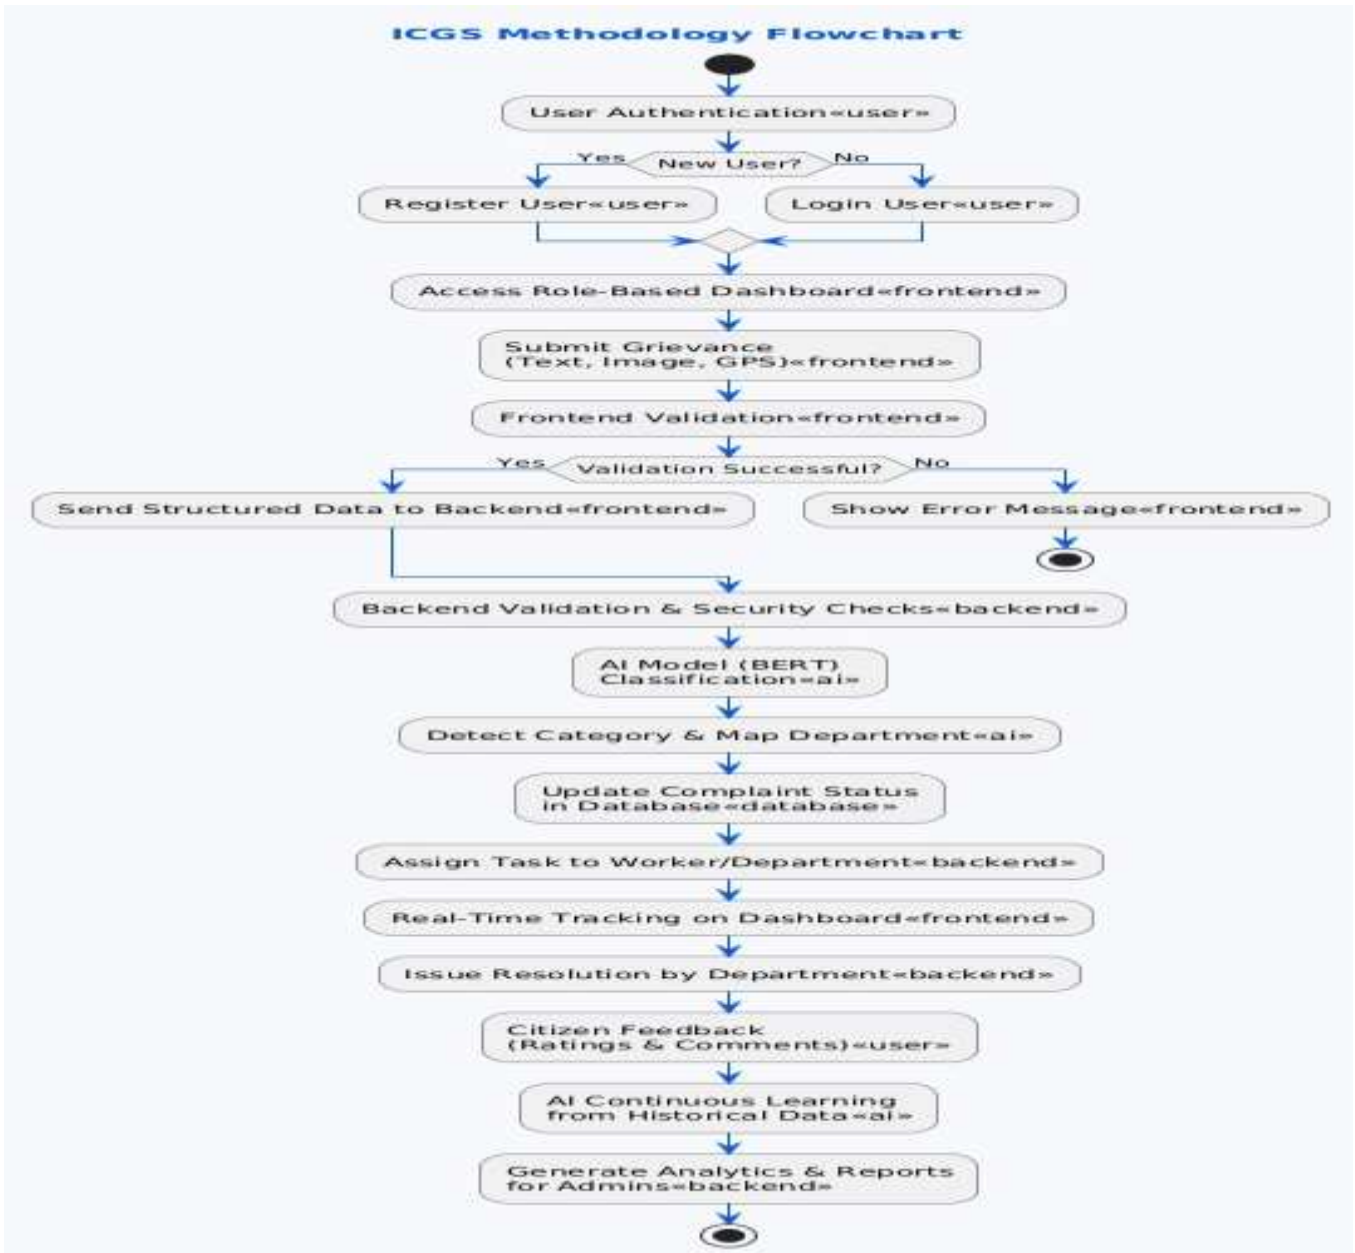 ICGS Methodology Flowchart
User Authentication«user»
Yes
New User?
No
Register User«user»
Login User«user»
Access Role-Based Dashboard«frontend»
Submit Grievance
(Text, Image, GPS)«frontend»
Frontend Validation«frontend»
Yes
Validation Successful?
No
Send Structured Data to Backend«frontend»
Show Error Message«frontend»
Backend Validation & Security Checks«backend»
AI Model (BERT)
Classification«ai»
Detect Category & Map Department«ai»
Update Complaint Status
in Database«database»
Assign Task to Worker/Department«backend»
Real-Time Tracking on Dashboard«frontend»
Issue Resolution by Department«backend»
Citizen Feedback
(Ratings & Comments)«user»
AI Continuous Learning
from Historical Data«ai»
Generate Analytics & Reports
for Admins«backend»